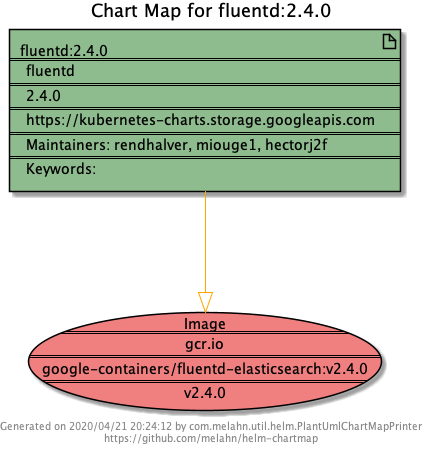 Chart Map for fluentd:2.4.0
fluentd:2.4.0
fluentd
2.4.0
https://kubernetes-charts.storage.googleapis.com
Maintainers: rendhalver, miouge1, hectorj2f
Keywords:
Image
gcr.io
google-containers/fluentd-elasticsearch:v2.4.0
v2.4.0
Generated on 2020/04/21 20:24:12 by com.melahn.util.helm.PlantUmlChartMapPrinter
https://github.com/melahn/helm-chartmap